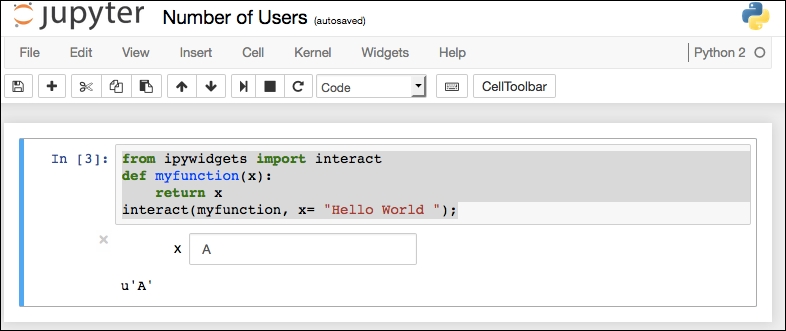 jupyter Number of Users (autosaved)
File Edit View Insert Cell Kernel Widgets Help Python 2
Code CellToolbar
In [3]: from ipywidgets import interact
def myfunction(x):
    return x
interact(myfunction, x= "Hello World ");
x A
u'A'